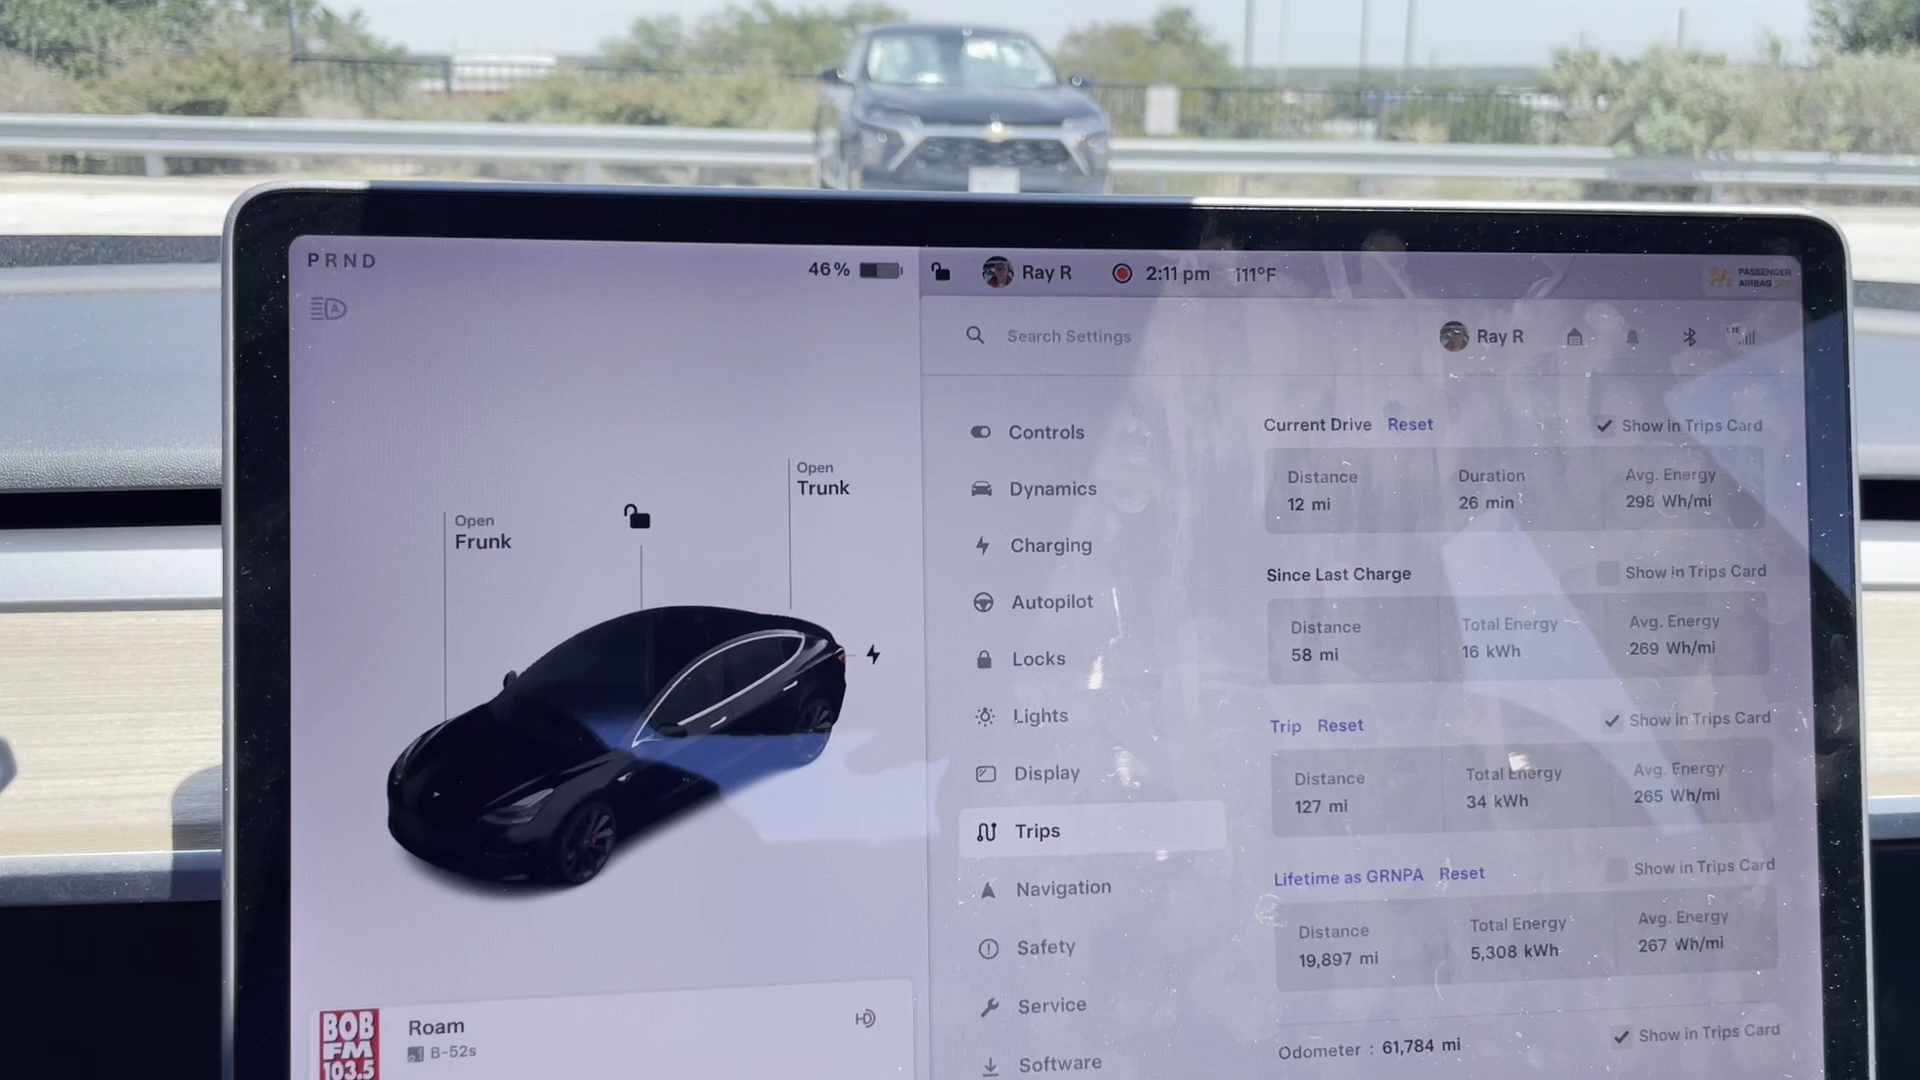 PRND
46%
Ray R
2:11 pm
111°F
PASSENGER
AIRBAG OFF
Search Settings
Ray R
LTE
Open
Frunk
Open
Trunk
Controls
Dynamics
Charging
Autopilot
Locks
Lights
Display
Trips
Navigation
Safety
Service
Software
Current Drive Reset
Show in Trips Card
Distance Duration Avg. Energy
12 mi 26 min 298 Wh/mi
Since Last Charge
Show in Trips Card
Distance Total Energy Avg. Energy
58 mi 16 kWh 269 Wh/mi
Trip Reset
Show in Trips Card
Distance Total Energy Avg. Energy
127 mi 34 kWh 265 Wh/mi
Lifetime as GRNPA Reset
Show in Trips Card
Distance Total Energy Avg. Energy
19,897 mi 5,308 kWh 267 Wh/mi
Odometer : 61,784 mi
Show in Trips Card
BOB
FM
103.5
Roam
B-52s
HD